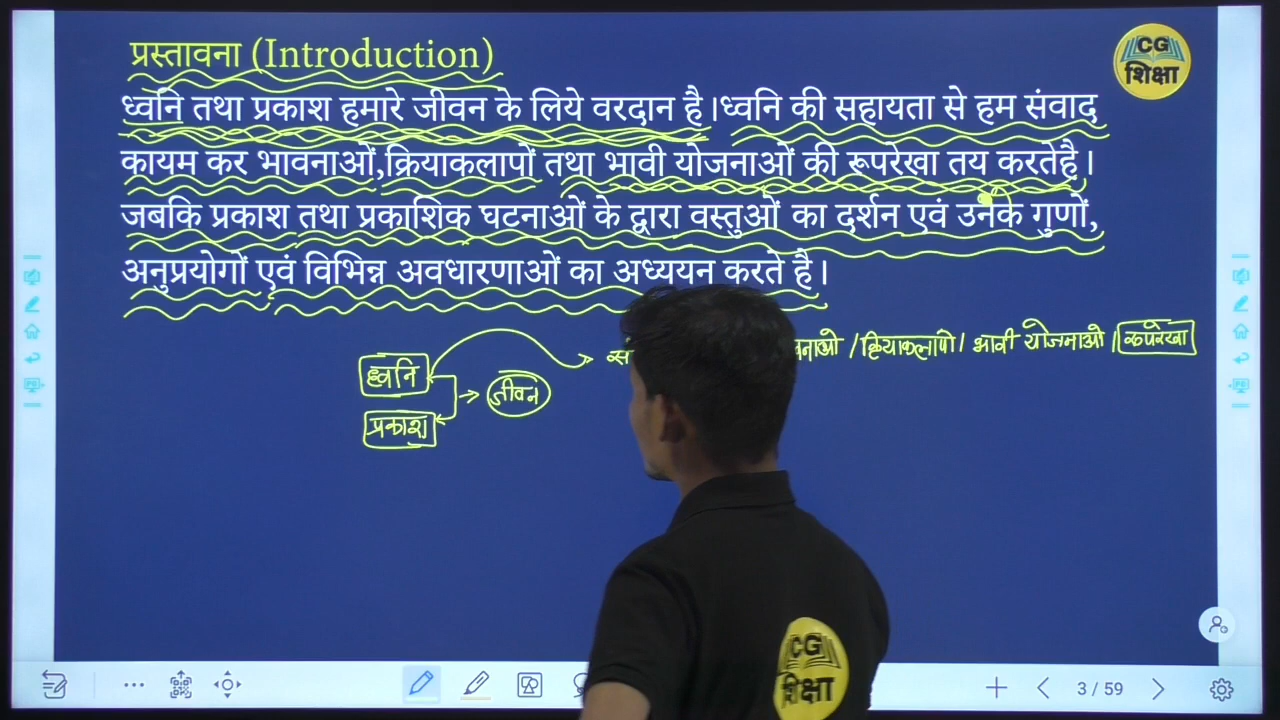 प्रस्तावना (Introduction)
CG
शिक्षा
ध्वनि तथा प्रकाश हमारे जीवन के लिये वरदान है।ध्वनि की सहायता से हम संवाद
कायम कर भावनाओं,क्रियाकलापों तथा भावी योजनाओं की रूपरेखा तय करतेहै।
जबकि प्रकाश तथा प्रकाशिक घटनाओं के द्वारा वस्तुओं का दर्शन एवं उनके गुणों,
अनुप्रयोगों एवं विभिन्न अवधारणाओं का अध्ययन करते है।
/क्रियाकलापो/ भावी योजनाओ / रूपरेखा
ध्वनि
जीवन
प्रकाश
CG
शिक्षा
3 / 59